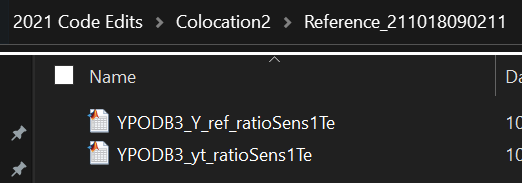 2021 Code Edits > Colocation2 > Reference_211018090211
Name Da
YPODB3_Y_ref_ratioSens1Te 10
YPODB3_yt_ratioSens1Te 10